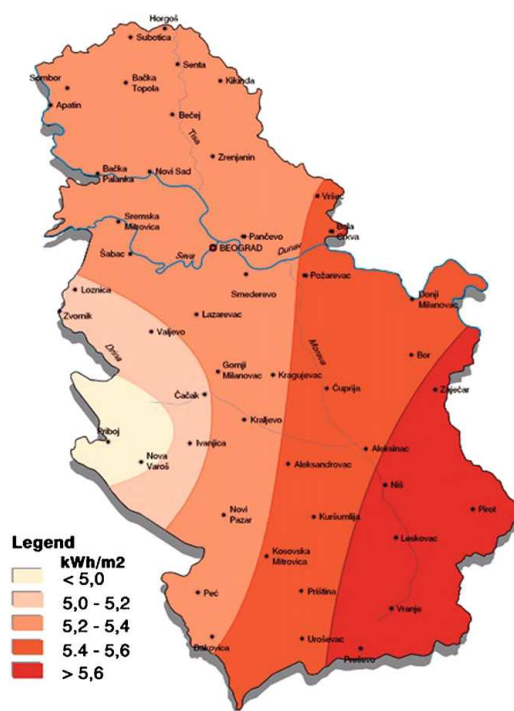 Horgoš
Subotica
Senta
Sombor
Bačka
Topola
Kikinda
Apatin
Bečej
Tisa
Zrenjanin
Bačka
Palanka
Novi Sad
Vršec
Sremska
Mitrovica
Pančevo
Bela
Crkva
BEOGRAD
Dunav
Sava
Šabac
Požarevac
Smederevo
Loznica
Donji
Milanovac
Zvornik
Lazarevac
Valjevo
Morava
Drina
Bor
Gornji
Milanovac
Kragujevac
Čuprija
Zaječar
Čačak
Kraljevo
Priboj
Ivanjica
Aleksinac
Nova
Varoš
Aleksandrovac
Niš
Novi
Pazar
Kuršumlija
Pirot
Leskovac
Kosovska
Mitrovica
Peć
Priština
Vranje
Đakovica
Uroševac
Preševo
Legend
kWh/m2
< 5,0
5,0 - 5,2
5,2 - 5,4
5.4 - 5,6
> 5,6